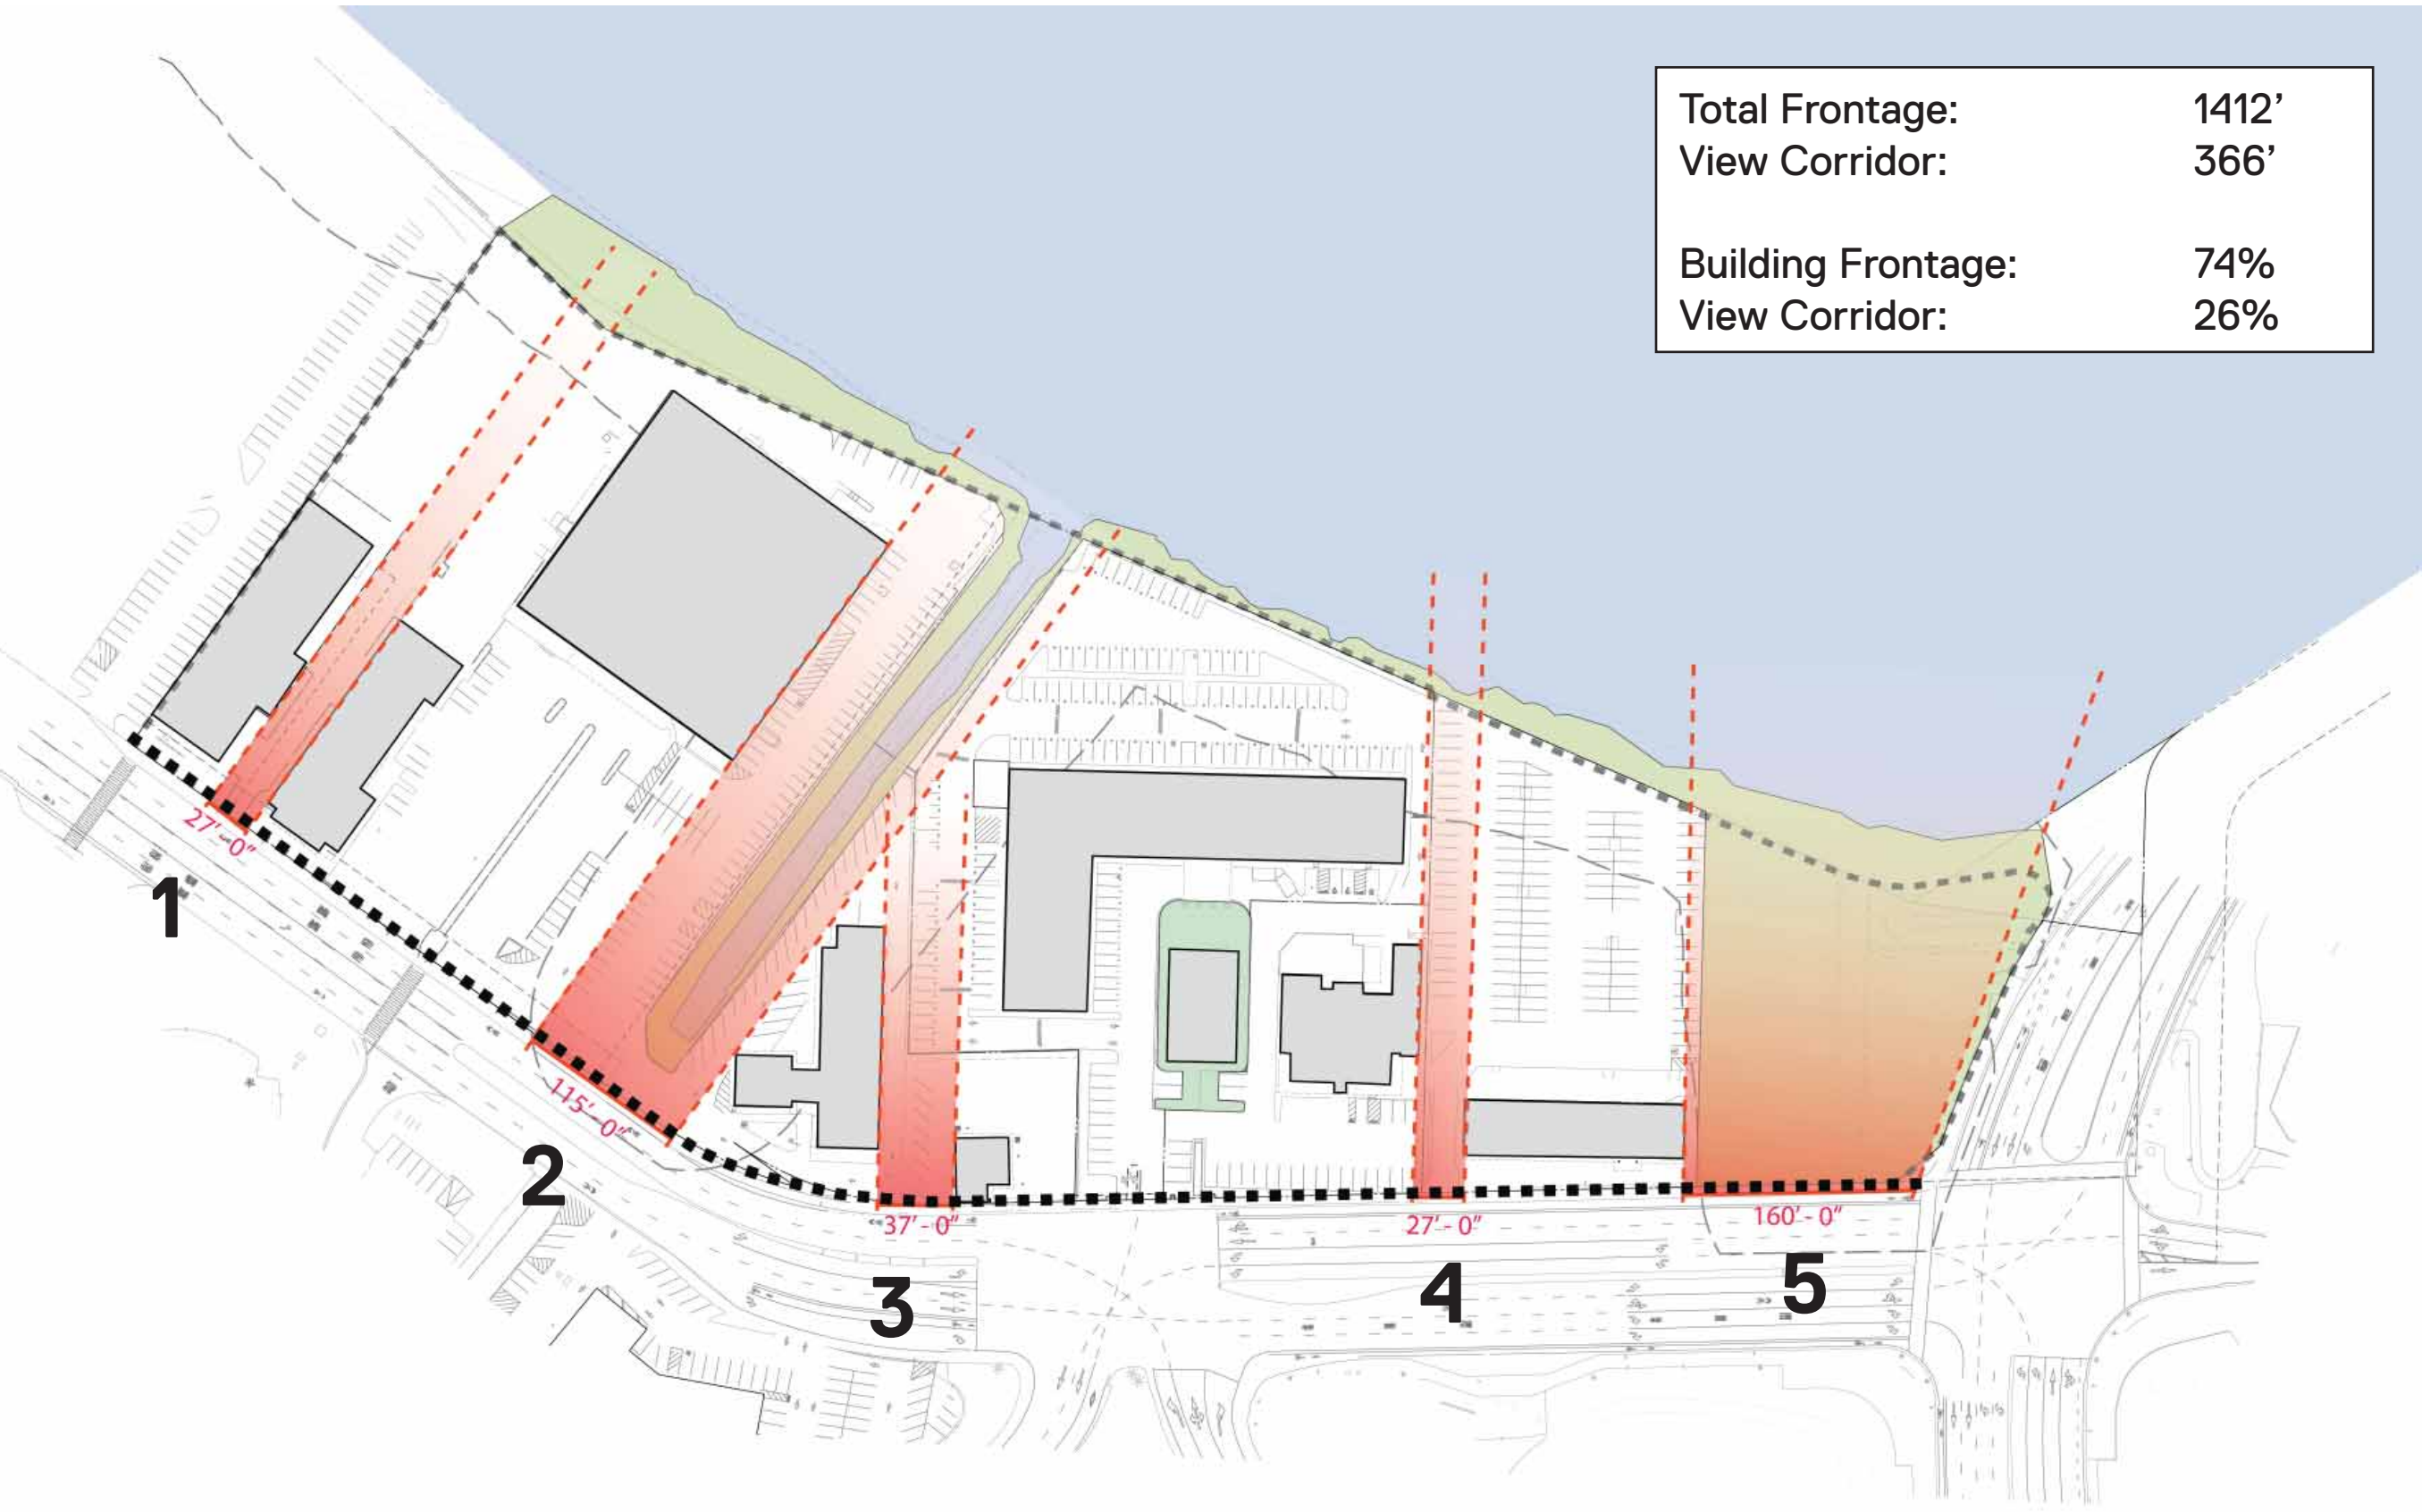 Total Frontage: 1412’
View Corridor: 366’
Building Frontage: 74%
View Corridor: 26%
27'-0"
1
115'-0"
2
37'-0"
3
27'-0"
4
160'-0"
5